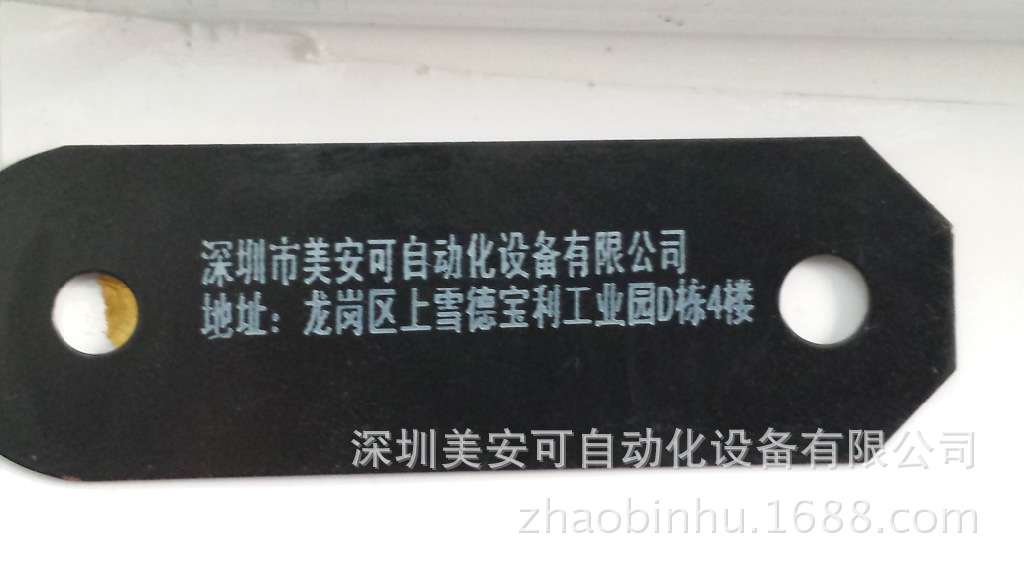 深圳市美安可自动化设备有限公司
地址：龙岗区上雪德宝利工业园D栋4楼
深圳美安可自动化设备有限公司
zhaobinhu.1688.com